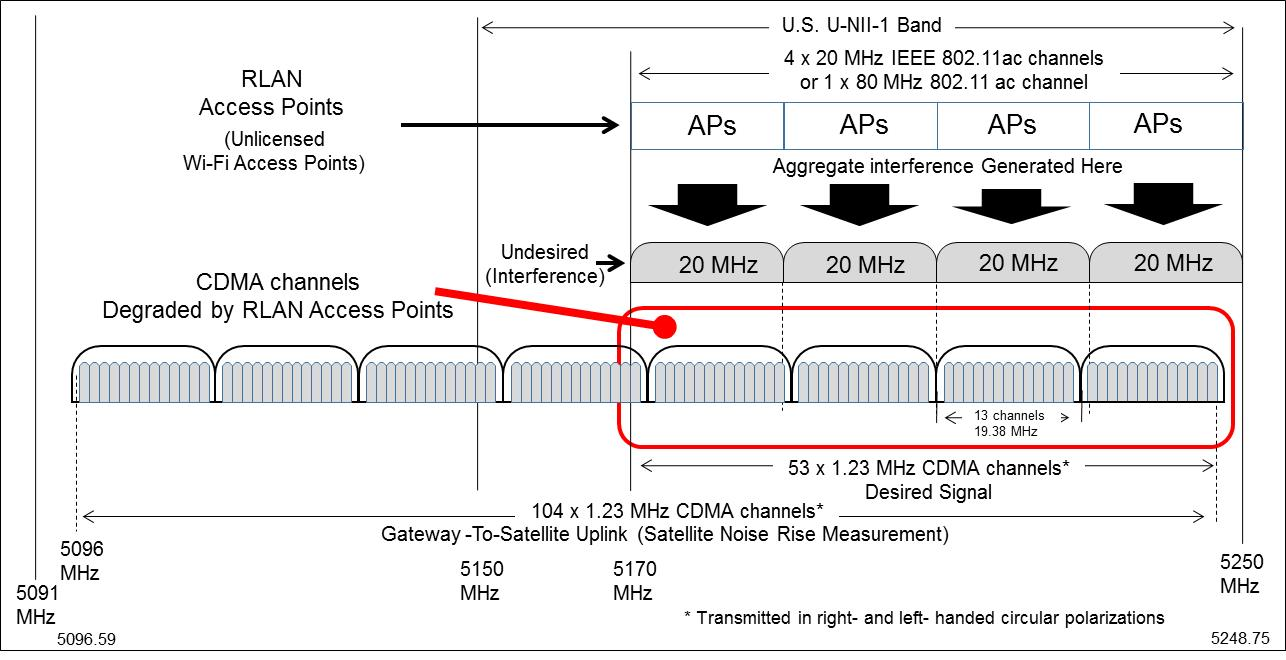 U.S. U-NII-1 Band
4 x 20 MHz IEEE 802.11ac channels
or 1 x 80 MHz 802.11 ac channel
RLAN
Access Points
(Unlicensed
Wi-Fi Access Points)
APs
APs
APs
APs
Aggregate interference Generated Here
Undesired
(Interference)
20 MHz
20 MHz
20 MHz
20 MHz
CDMA channels
Degraded by RLAN Access Points
13 channels
19.38 MHz
53 x 1.23 MHz CDMA channels*
Desired Signal
104 x 1.23 MHz CDMA channels*
Gateway -To-Satellite Uplink (Satellite Noise Rise Measurement)
5096
MHz
5091
MHz
5150
MHz
5170
MHz
5250
MHz
* Transmitted in right- and left- handed circular polarizations
5096.59
5248.75